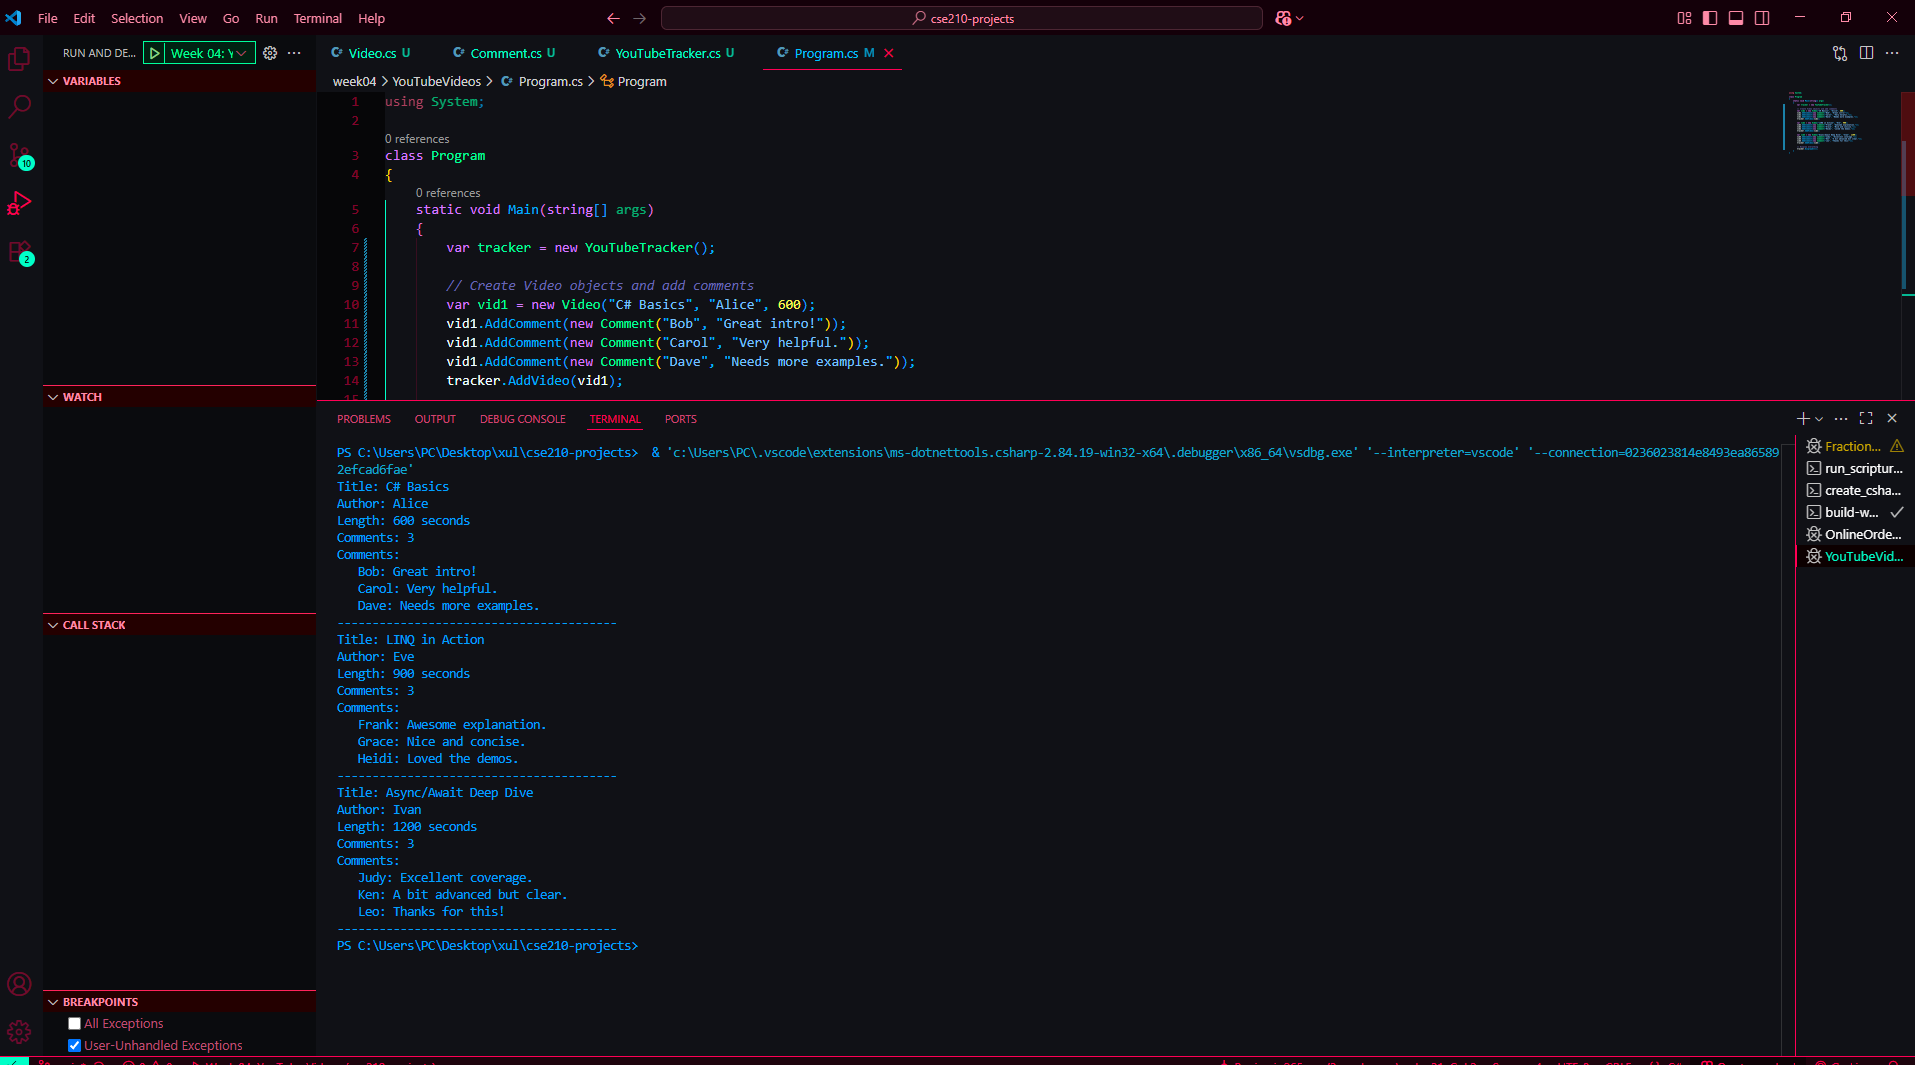 File Edit Selection View Go Run Terminal Help
cse210-projects
RUN AND DE... Week 04: Y
Video.cs U Comment.cs U YouTubeTracker.cs U Program.cs M
VARIABLES
week04 > YouTubeVideos > Program.cs > Program
1 using System;
2
0 references
3 class Program
4 {
0 references
5 static void Main(string[] args)
6 {
7 var tracker = new YouTubeTracker();
8
9 // Create Video objects and add comments
10 var vid1 = new Video("C# Basics", "Alice", 600);
11 vid1.AddComment(new Comment("Bob", "Great intro!"));
12 vid1.AddComment(new Comment("Carol", "Very helpful."));
13 vid1.AddComment(new Comment("Dave", "Needs more examples."));
14 tracker.AddVideo(vid1);
15
10
2
WATCH
CALL STACK
BREAKPOINTS
All Exceptions
User-Unhandled Exceptions
PROBLEMS OUTPUT DEBUG CONSOLE TERMINAL PORTS
PS C:\Users\PC\Desktop\xul\cse210-projects> & 'c:\Users\PC\.vscode\extensions\ms-dotnettools.csharp-2.84.19-win32-x64\.debugger\x86_64\vsdbg.exe' '--interpreter=vscode' '--connection=0236023814e8493ea86589
2efcad6fae'
Title: C# Basics
Author: Alice
Length: 600 seconds
Comments: 3
Comments:
Bob: Great intro!
Carol: Very helpful.
Dave: Needs more examples.
----------------------------------------
Title: LINQ in Action
Author: Eve
Length: 900 seconds
Comments: 3
Comments:
Frank: Awesome explanation.
Grace: Nice and concise.
Heidi: Loved the demos.
----------------------------------------
Title: Async/Await Deep Dive
Author: Ivan
Length: 1200 seconds
Comments: 3
Comments:
Judy: Excellent coverage.
Ken: A bit advanced but clear.
Leo: Thanks for this!
----------------------------------------
PS C:\Users\PC\Desktop\xul\cse210-projects>
Fraction...
run_scriptur...
create_csha...
build-w...
OnlineOrde...
YouTubeVid...